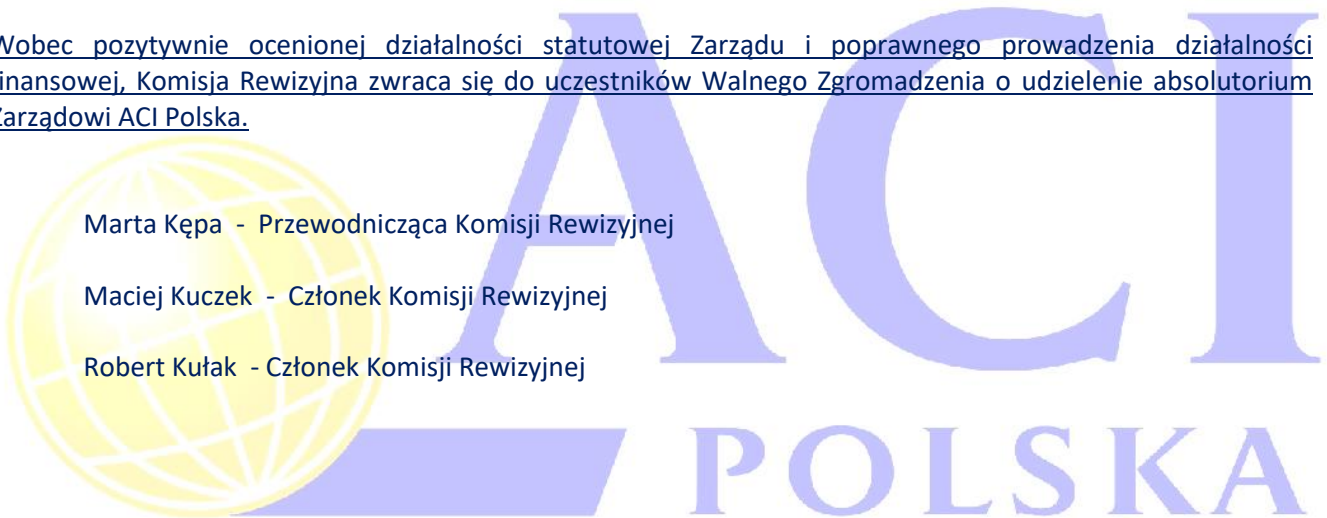 Wobec pozytywnie ocenionej działalności statutowej Zarządu i poprawnego prowadzenia działalności
finansowej, Komisja Rewizyjna zwraca się do uczestników Walnego Zgromadzenia o udzielenie absolutorium
Zarządowi ACI Polska.
Marta Kępa - Przewodnicząca Komisji Rewizyjnej
Maciej Kuczek - Członek Komisji Rewizyjnej
Robert Kułak - Członek Komisji Rewizyjnej
ACI
POLSKA